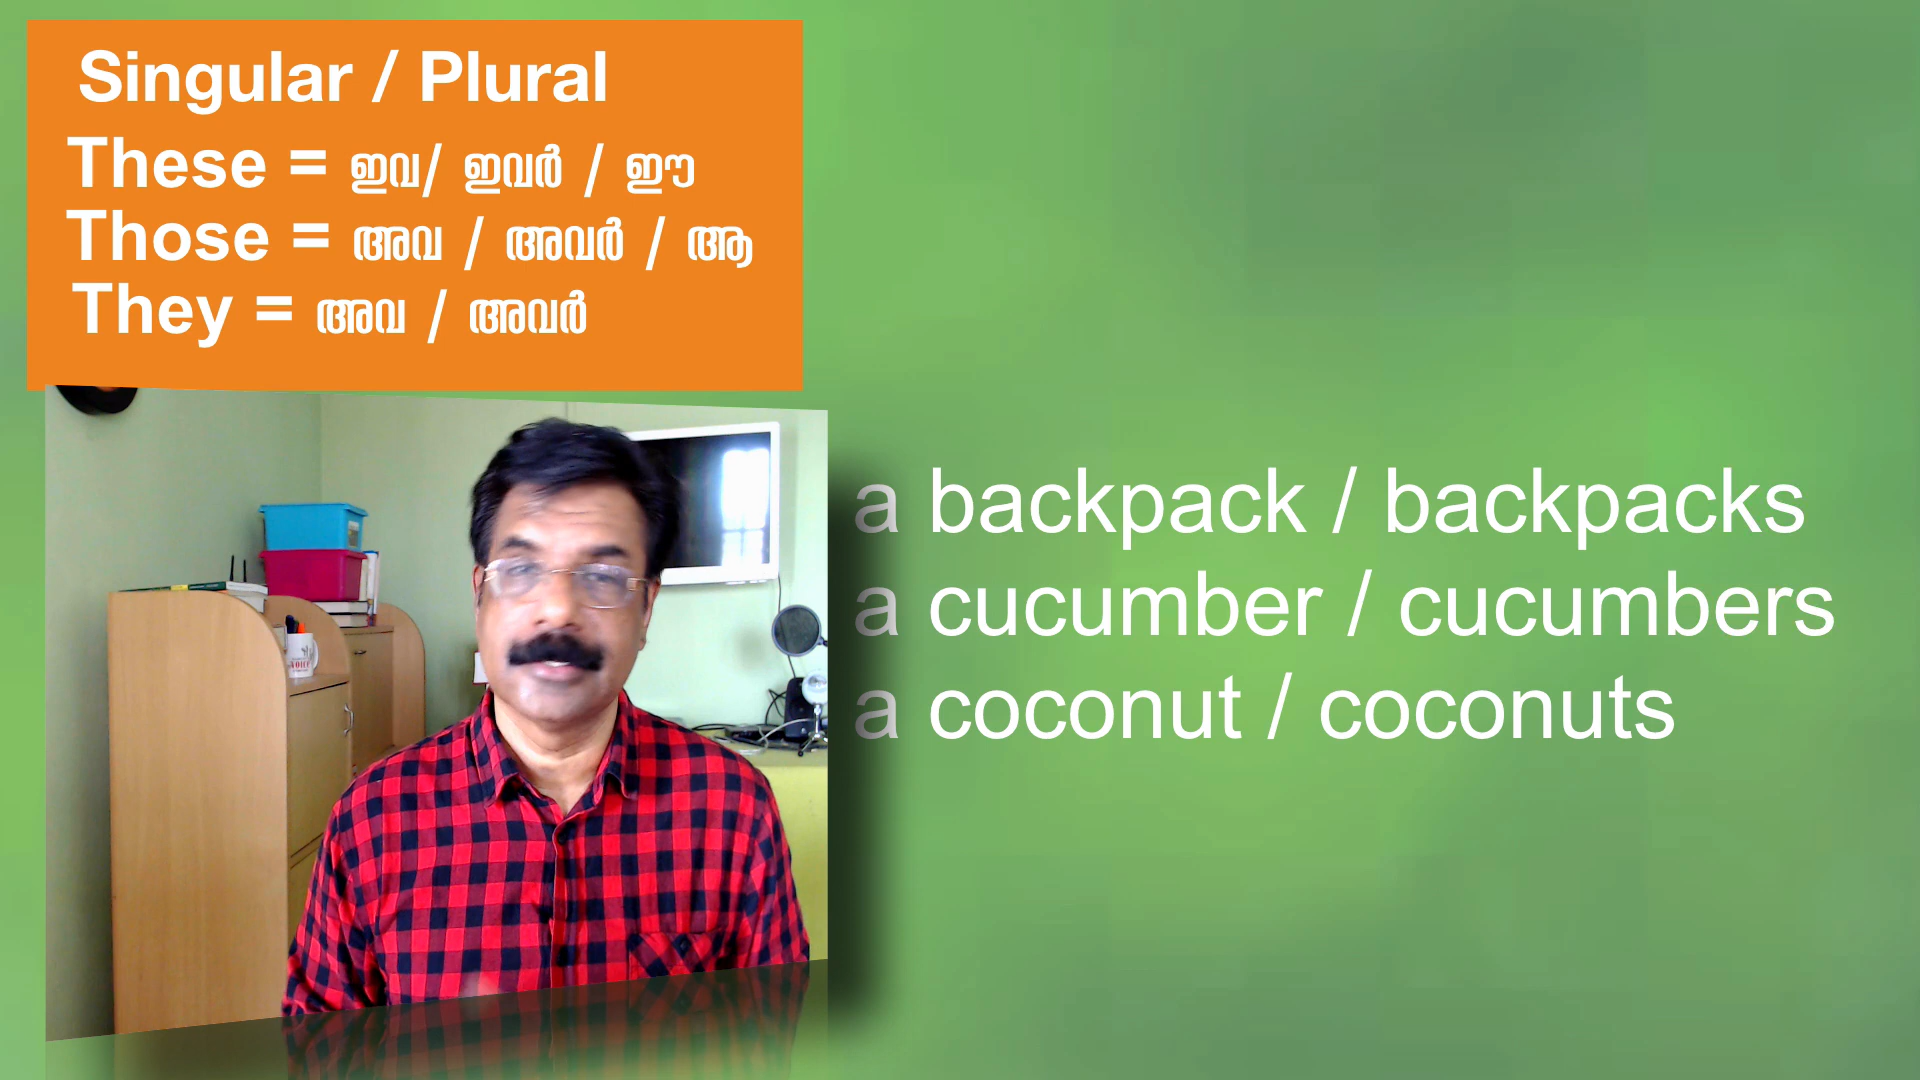 Singular / Plural
These = ഇവ/ ഇവർ / ഈ
Those = അവ / അവർ / ആ
They = അവ / അവർ
a backpack / backpacks
a cucumber / cucumbers
a coconut / coconuts